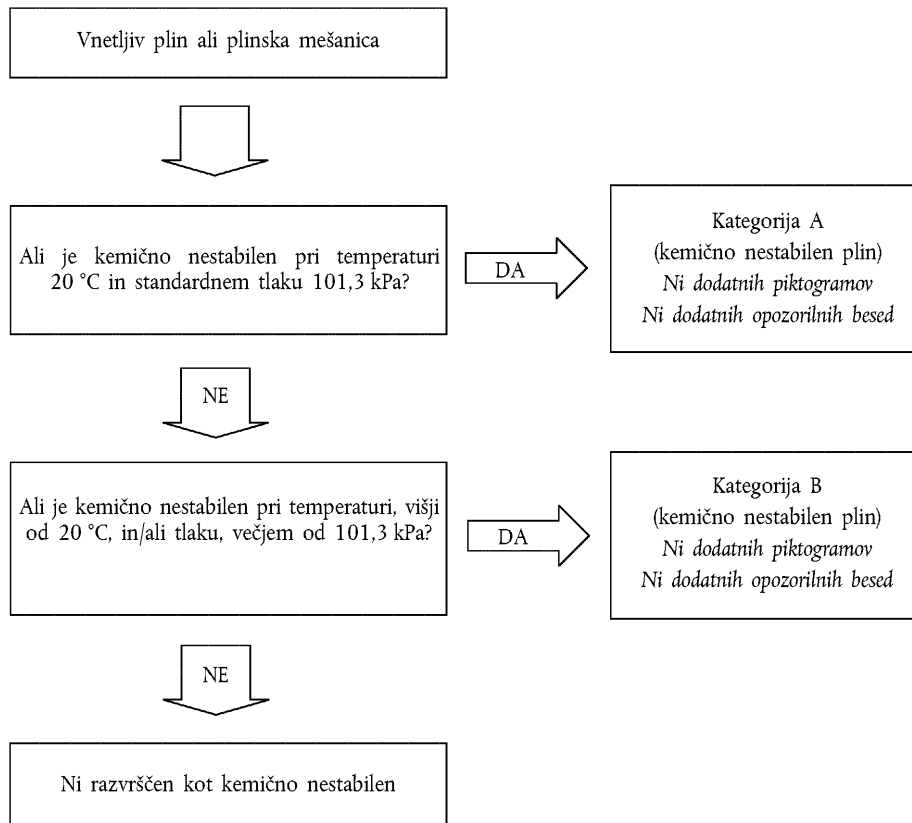 Vnetljiv plin ali plinska mešanica
Ali je kemično nestabilen pri temperaturi
20 °C in standardnem tlaku 101,3 kPa?
DA
Kategorija A
(kemično nestabilen plin)
Ni dodatnih piktogramov
Ni dodatnih opozorilnih besed
NE
Ali je kemično nestabilen pri temperaturi, višji
od 20 °C, in/ali tlaku, večjem od 101,3 kPa?
DA
Kategorija B
(kemično nestabilen plin)
Ni dodatnih piktogramov
Ni dodatnih opozorilnih besed
NE
Ni razvrščen kot kemično nestabilen